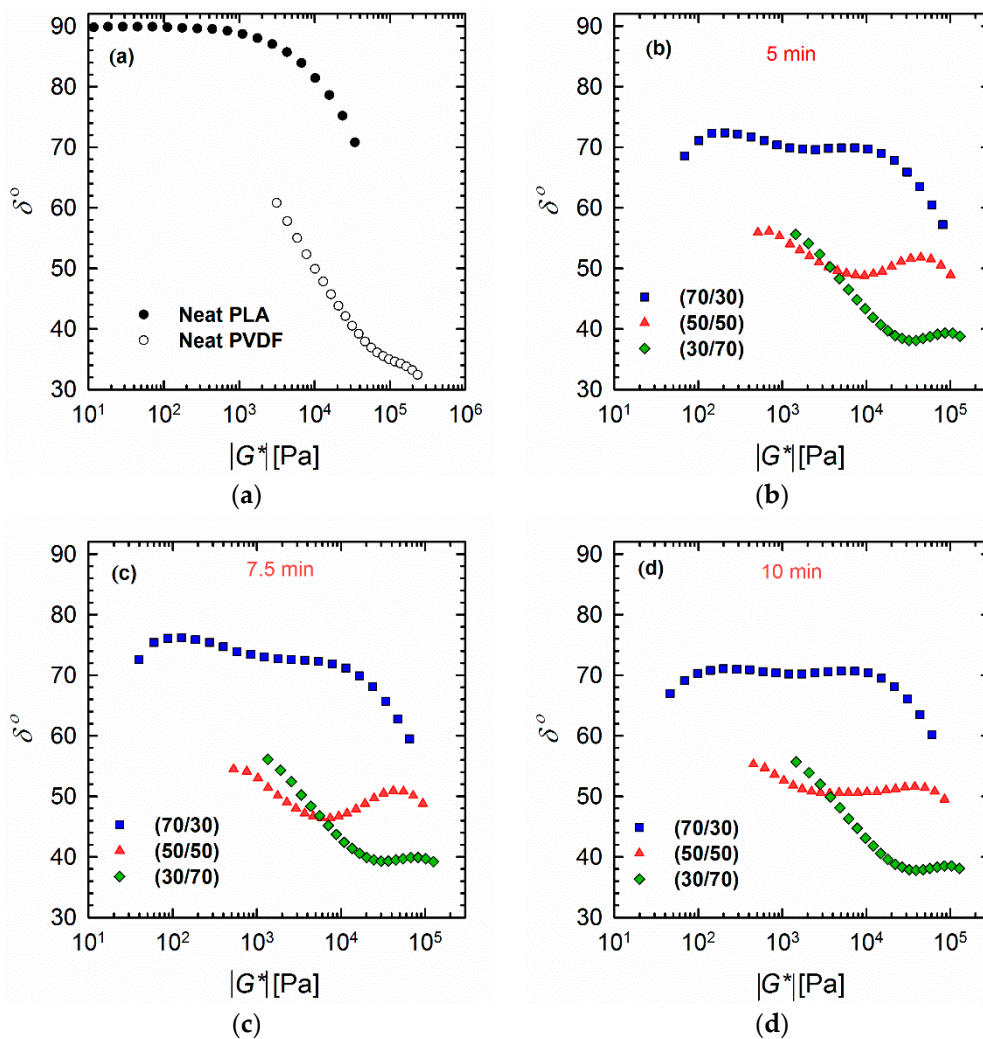 90
80
70
60
50
40
30
(a)
Neat PLA
Neat PVDF
10¹ 10² 10³ 10⁴ 10⁵ 10⁶
δ°
|G*| [Pa]
(a)
90
80
70
60
50
40
30
(b)
5 min
(70/30)
(50/50)
(30/70)
10¹ 10² 10³ 10⁴ 10⁵
δ°
|G*| [Pa]
(b)
90
80
70
60
50
40
30
(c)
7.5 min
(70/30)
(50/50)
(30/70)
10¹ 10² 10³ 10⁴ 10⁵
δ°
|G*| [Pa]
(c)
90
80
70
60
50
40
30
(d)
10 min
(70/30)
(50/50)
(30/70)
10¹ 10² 10³ 10⁴ 10⁵
δ°
|G*| [Pa]
(d)